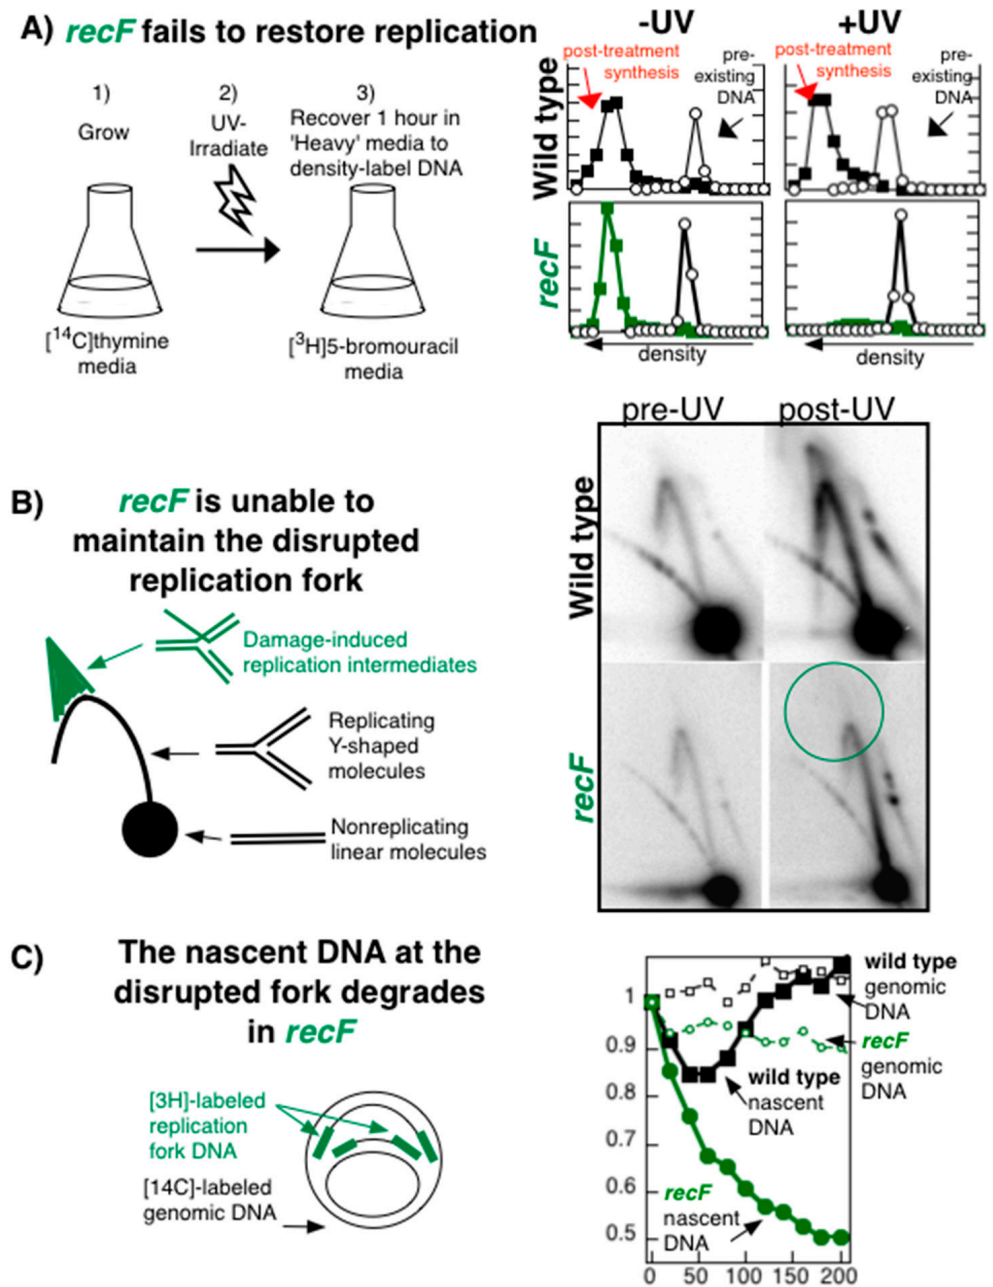 A) recF fails to restore replication
1)
Grow
2)
UV-
Irradiate
3)
Recover 1 hour in
'Heavy' media to
density-label DNA
[14C]thymine
media
[3H]5-bromouracil
media
-UV
+UV
Wild type
post-treatment
synthesis
pre-
existing
DNA
post-treatment
synthesis
pre-
existing
DNA
recF
density
density
B) recF is unable to
maintain the disrupted
replication fork
Damage-induced
replication intermediates
Replicating
Y-shaped
molecules
Nonreplicating
linear molecules
pre-UV
post-UV
Wild type
recF
C) The nascent DNA at the
disrupted fork degrades
in recF
[3H]-labeled
replication
fork DNA
[14C]-labeled
genomic DNA
1
0.9
0.8
0.7
0.6
0.5
0
50
100
150
200
wild type
genomic
DNA
recF
genomic
DNA
wild type
nascent
DNA
recF
nascent
DNA